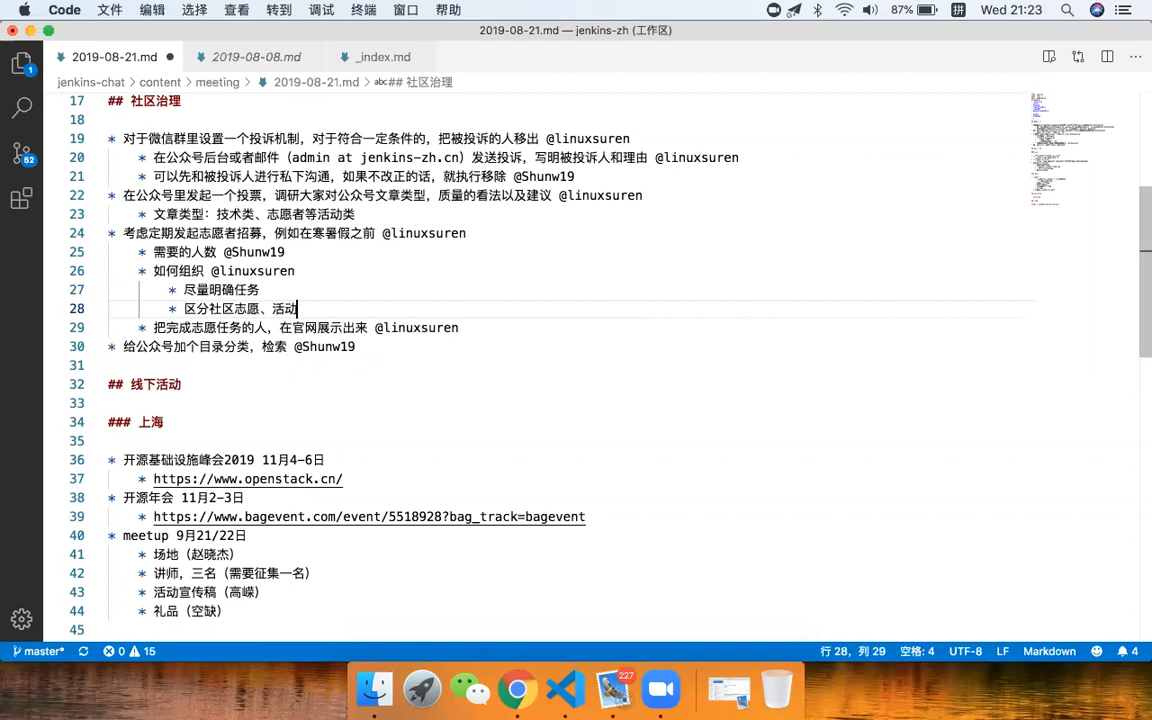 Code 文件 编辑 选择 查看 转到 调试 终端 窗口 帮助 87% 拼 Wed 21:23
2019-08-21.md — jenkins-zh (工作区)
2019-08-21.md 2019-08-08.md _index.md
jenkins-chat > content > meeting > 2019-08-21.md > abc ## 社区治理
17 ## 社区治理
18
19 * 对于微信群里设置一个投诉机制，对于符合一定条件的，把被投诉的人移出 @linuxsuren
20 * 在公众号后台或者邮件（admin at jenkins-zh.cn）发送投诉，写明被投诉人和理由 @linuxsuren
21 * 可以先和被投诉人进行私下沟通，如果不改正的话，就执行移除 @Shunw19
22 * 在公众号里发起一个投票，调研大家对公众号文章类型，质量的看法以及建议 @linuxsuren
23 * 文章类型：技术类、志愿者等活动类
24 * 考虑定期发起志愿者招募，例如在寒暑假之前 @linuxsuren
25 * 需要的人数 @Shunw19
26 * 如何组织 @linuxsuren
27 * 尽量明确任务
28 * 区分社区志愿、活动
29 * 把完成志愿任务的人，在官网展示出来 @linuxsuren
30 * 给公众号加个目录分类，检索 @Shunw19
31
32 ## 线下活动
33
34 ### 上海
35
36 * 开源基础设施峰会2019 11月4-6日
37 * https://www.openstack.cn/
38 * 开源年会 11月2-3日
39 * https://www.bagevent.com/event/5518928?bag_track=bagevent
40 * meetup 9月21/22日
41 * 场地（赵晓杰）
42 * 讲师，三名（需要征集一名）
43 * 活动宣传稿（高嵘）
44 * 礼品（空缺）
45
1
52
master* 0 15 行 28，列 29 空格: 4 UTF-8 LF Markdown 4
227